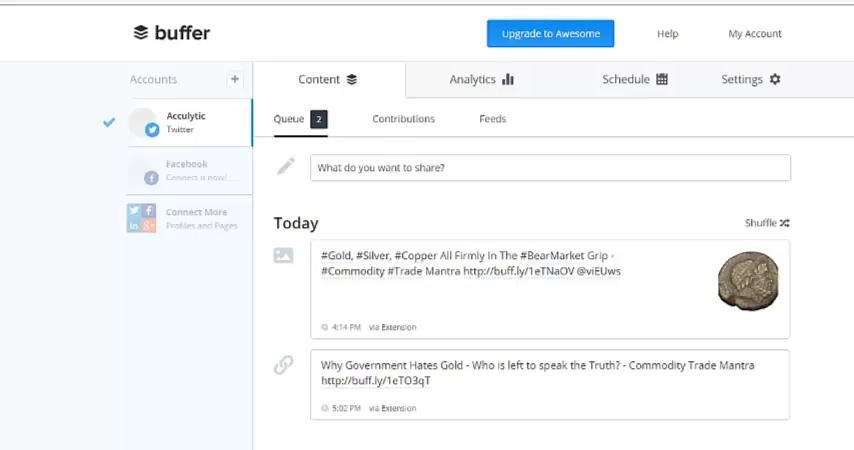 buffer
Upgrade to Awesome
Help
My Account
Accounts
+
Content
Analytics
Schedule
Settings
Acculytic
Twitter
Queue 2
Contributions
Feeds
What do you want to share?
Facebook
Connect is now!...
Connect More
Profiles and Pages
Today
Shuffle
#Gold, #Silver, #Copper All Firmly In The #BearMarket Grip -
#Commodity #Trade Mantra http://buff.ly/1eTNaOV @viEUws
4:14 PM via Extension
Why Government Hates Gold - Who is left to speak the Truth? - Commodity Trade Mantra
http://buff.ly/1eTO3qT
5:02 PM via Extension